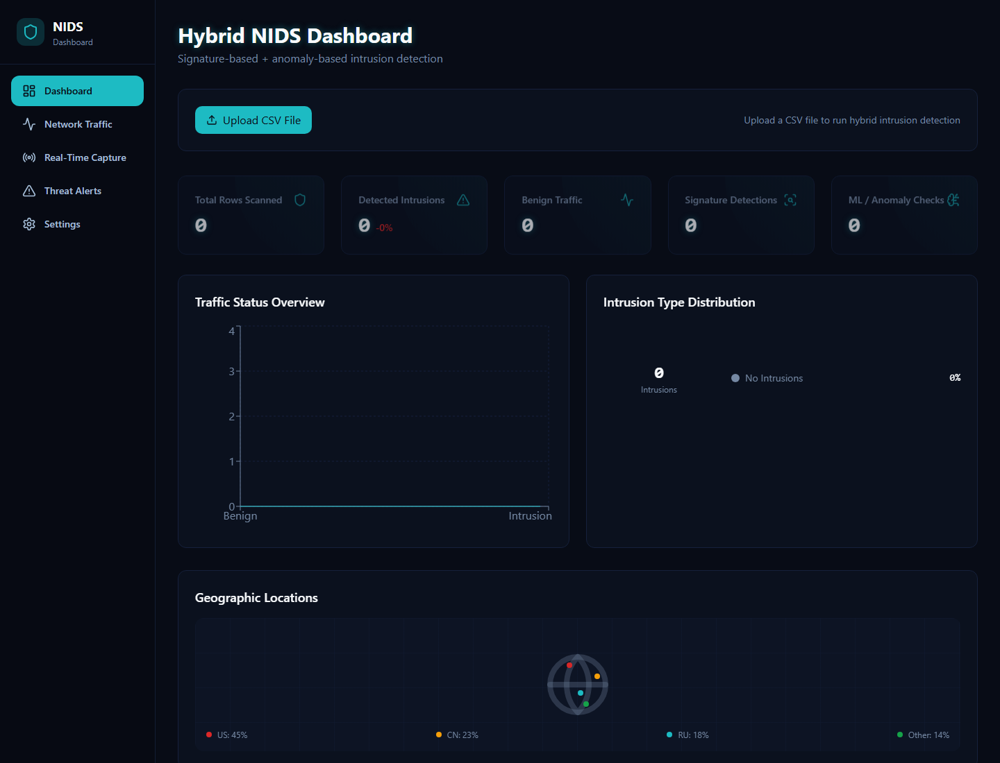 NIDS
Dashboard
Dashboard
Network Traffic
Real-Time Capture
Threat Alerts
Settings
Hybrid NIDS Dashboard
Signature-based + anomaly-based intrusion detection
Upload CSV File
Upload a CSV file to run hybrid intrusion detection
Total Rows Scanned
0
Detected Intrusions
0 -0%
Benign Traffic
0
Signature Detections
0
ML / Anomaly Checks
0
Traffic Status Overview
4
3
2
1
0
Benign Intrusion
Intrusion Type Distribution
0
Intrusions
No Intrusions 0%
Geographic Locations
US: 45% CN: 23% RU: 18% Other: 14%